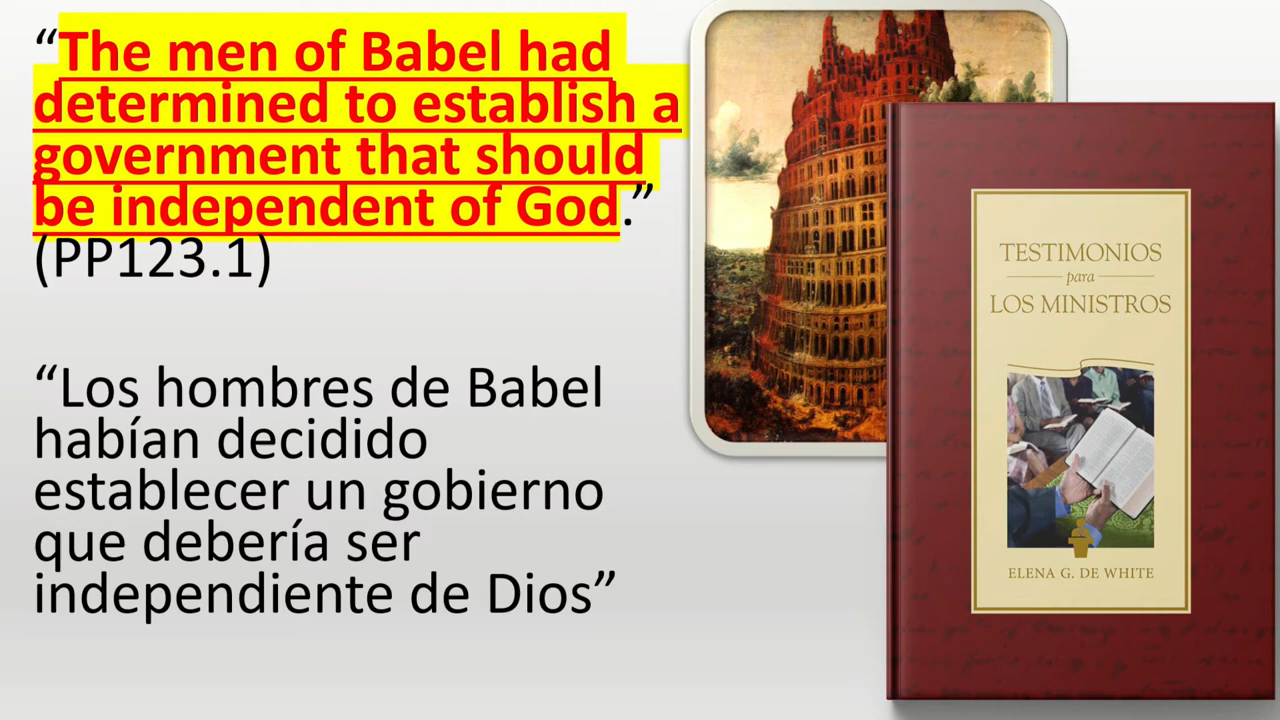 “The men of Babel had
determined to establish a
government that should
be independent of God.”
(PP123.1)
“Los hombres de Babel
habían decidido
establecer un gobierno
que debería ser
independiente de Dios”
TESTIMONIOS
para
LOS MINISTROS
ELENA G. DE WHITE